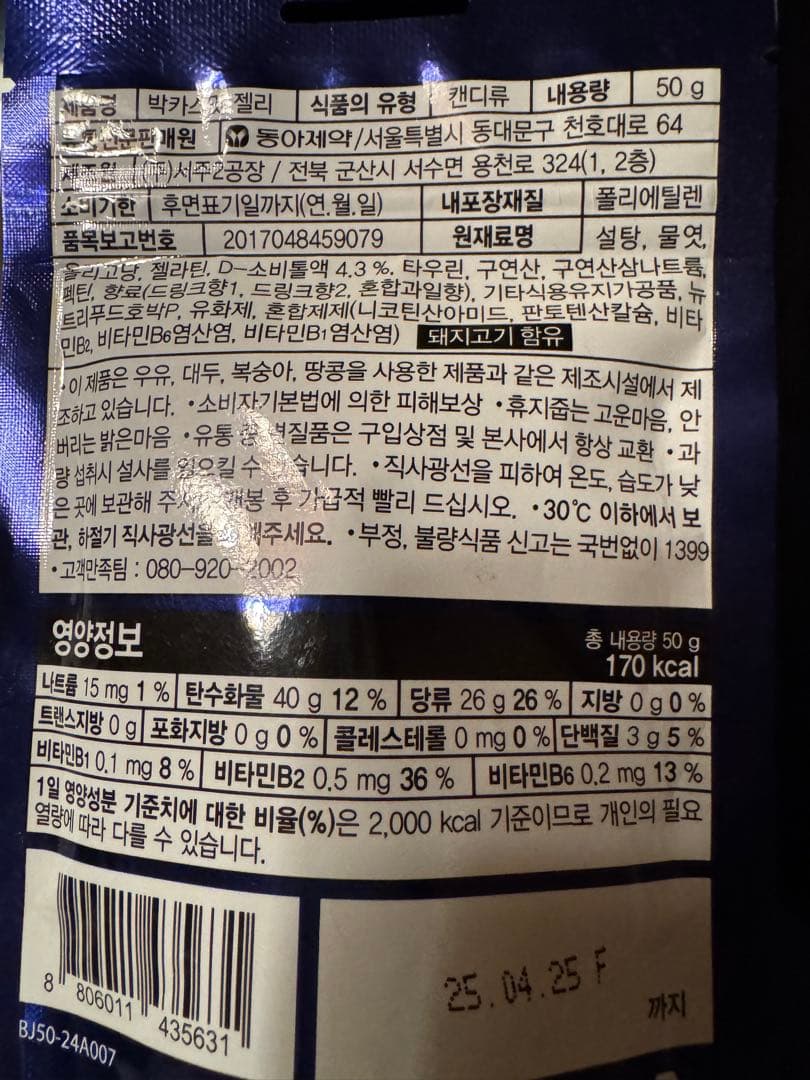 제품명 박카스맛 젤리 식품의 유형 캔디류 내용량 50 g
유통전문판매원 동아제약/서울특별시 동대문구 천호대로 64
제조원 (주)서주2공장 / 전북 군산시 서수면 용천로 324(1, 2층)
소비기한 후면표기일까지(연.월.일) 내포장재질 폴리에틸렌
품목보고번호 2017048459079 원재료명 설탕, 물엿,
올리고당, 젤라틴, D-소비톨액 4.3 %, 타우린, 구연산, 구연산삼나트륨,
펙틴, 향료(드링크향1, 드링크향2, 혼합과일향), 기타식용유지가공품, 뉴
트리푸드호박P, 유화제, 혼합제제(니코틴산아미드, 판토텐산칼슘, 비타
민B2, 비타민B6염산염, 비타민B1염산염) 돼지고기 함유
•이 제품은 우유, 대두, 복숭아, 땅콩을 사용한 제품과 같은 제조시설에서 제
조하고 있습니다. •소비자기본법에 의한 피해보상 •휴지줍는 고운마음, 안
버리는 밝은마음 •유통 중 변질품은 구입상점 및 본사에서 항상 교환 •과
량 섭취시 설사를 일으킬 수 있습니다. •직사광선을 피하여 온도, 습도가 낮
은 곳에 보관해 개봉 후 가급적 빨리 드십시오. •30℃ 이하에서 보
관, 하절기 직사광선을 해주세요. •부정, 불량식품 신고는 국번없이 1399
•고객만족팀 : 080-920-2002
영양정보 총 내용량 50 g
170 kcal
나트륨 15 mg 1 % 탄수화물 40 g 12 % 당류 26 g 26 % 지방 0 g 0 %
트랜스지방 0 g 포화지방 0 g 0 % 콜레스테롤 0 mg 0 % 단백질 3 g 5 %
비타민B1 0.1 mg 8 % 비타민B2 0.5 mg 36 % 비타민B6 0.2 mg 13 %
1일 영양성분 기준치에 대한 비율(%)은 2,000 kcal 기준이므로 개인의 필요
열량에 따라 다를 수 있습니다.
8 806011 435631
25.04.25 F
까지
BJ50-24A007